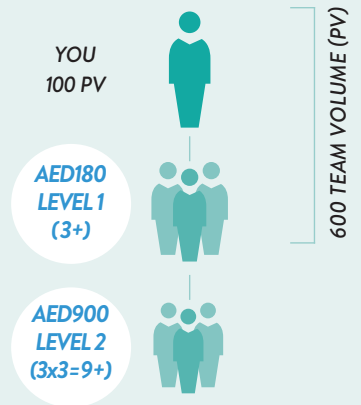 YOU
100 PV
600 TEAM VOLUME (PV)
AED180
LEVEL 1
(3+)
AED900
LEVEL 2
(3x3=9+)